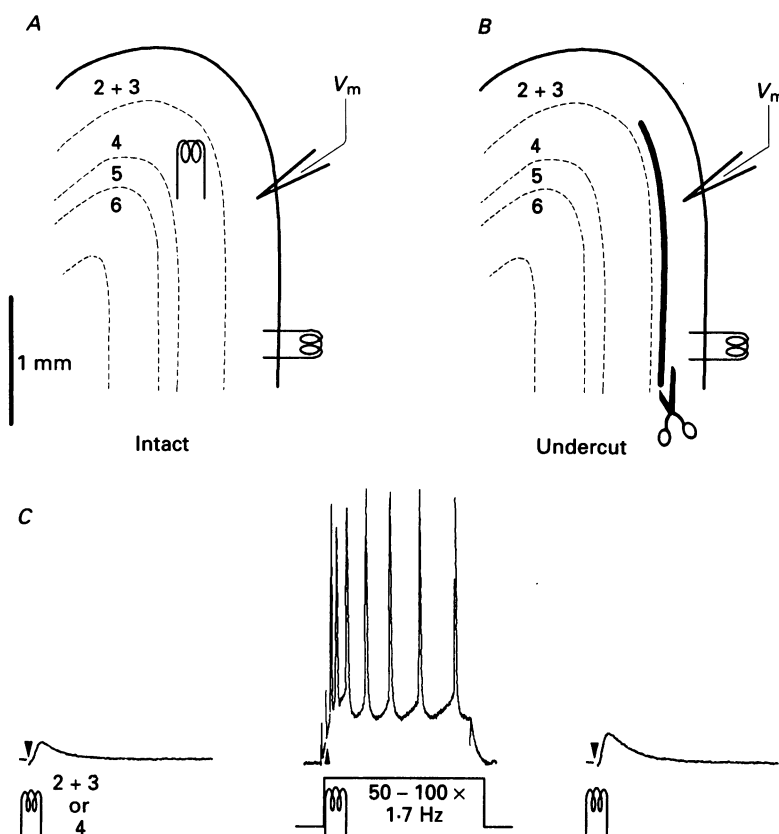 A
B
2 + 3
4
5
6
Vm
2 + 3
4
5
6
Vm
1 mm
Intact
Undercut
C
2 + 3
or
4
50 – 100 ×
1·7 Hz